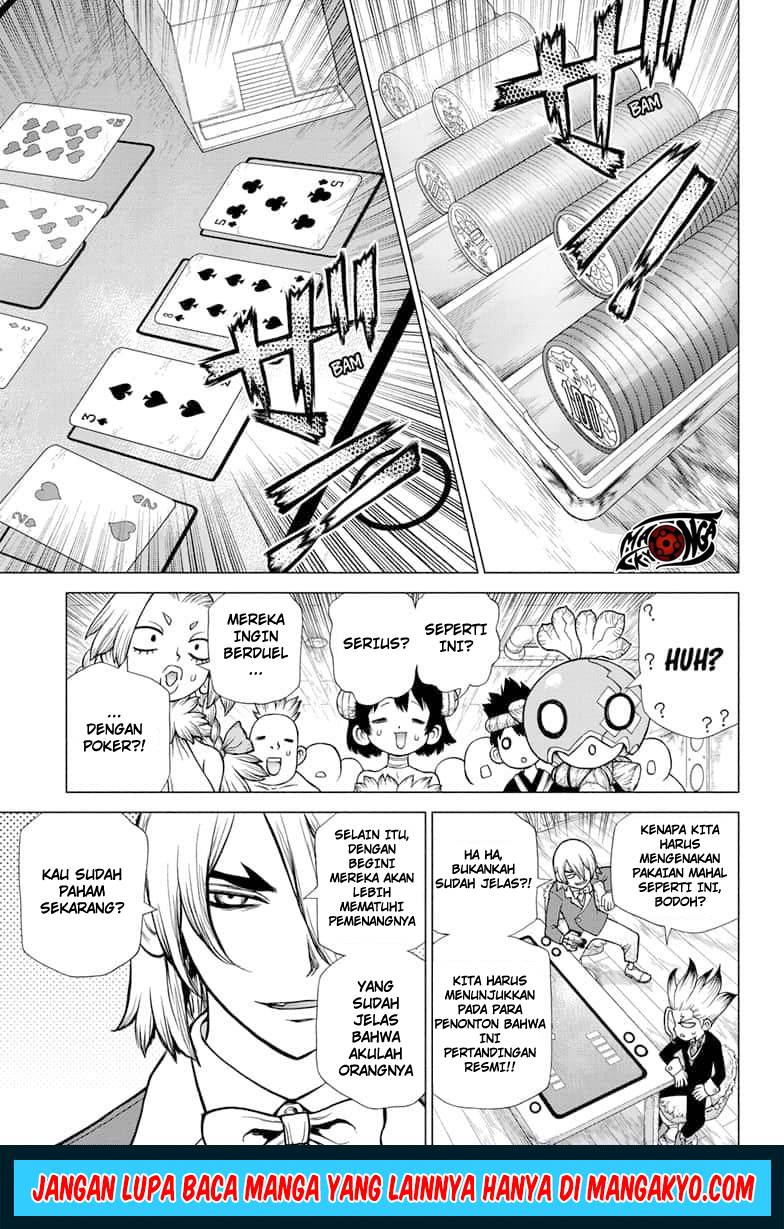 BAM
100
BAM
HUH?
SEPERTI
INI?
SERIUS?
MEREKA
INGIN
BERDUEL
...
...
DENGAN
POKER?!
KENAPA KITA
HARUS
MENGENAKAN
PAKAIAN MAHAL
SEPERTI INI,
BODOH?
HA HA,
BUKANKAH
SUDAH JELAS?!
KITA HARUS
MENUNJUKKAN
PADA PARA
PENONTON BAHWA
INI
PERTANDINGAN
RESMI!!
SELAIN ITU,
DENGAN
BEGINI
MEREKA AKAN
LEBIH
MEMATUHI
PEMENANGNYA
YANG
SUDAH
JELAS
BAHWA
AKULAH
ORANGNYA
KAU SUDAH
PAHAM
SEKARANG?
JANGAN LUPA BACA MANGA YANG LAINNYA HANYA DI MANGAKYO.COM